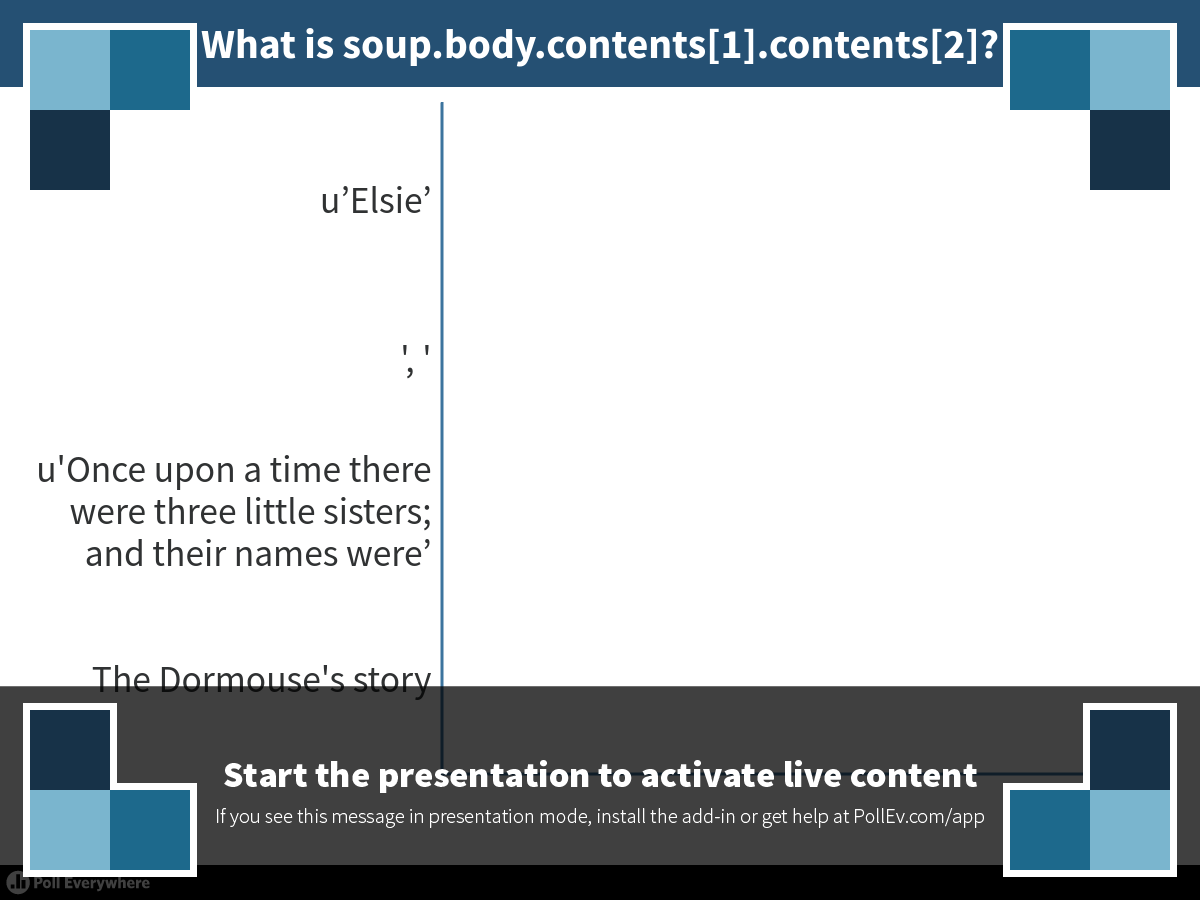 What is soup.body.contents[1].contents[2]?
u’Elsie’
', '
u'Once upon a time there
were three little sisters;
and their names were’
The Dormouse's story
Start the presentation to activate live content
If you see this message in presentation mode, install the add-in or get help at PollEv.com/app
Poll Everywhere